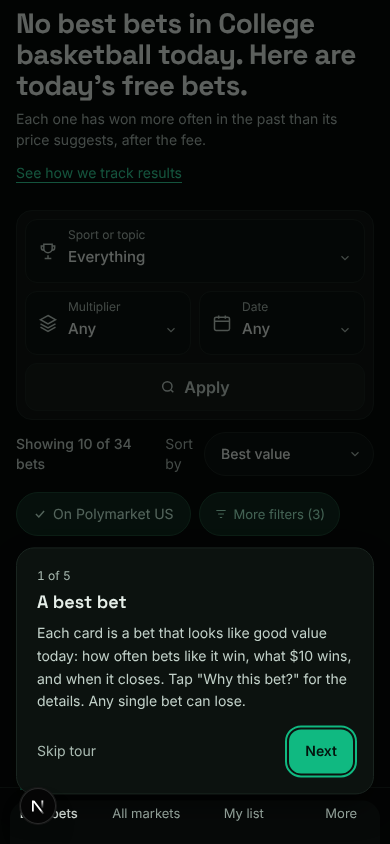 No best bets in College
basketball today. Here are
today's free bets.
Each one has won more often in the past than its
price suggests, after the fee.
See how we track results
Sport or topic
Everything
Multiplier
Any
Date
Any
Apply
Showing 10 of 34
bets
Sort
by
Best value
On Polymarket US
More filters (3)
1 of 5
A best bet
Each card is a bet that looks like good value
today: how often bets like it win, what $10 wins,
and when it closes. Tap "Why this bet?" for the
details. Any single bet can lose.
Skip tour
Next
N
bets
All markets
My list
More